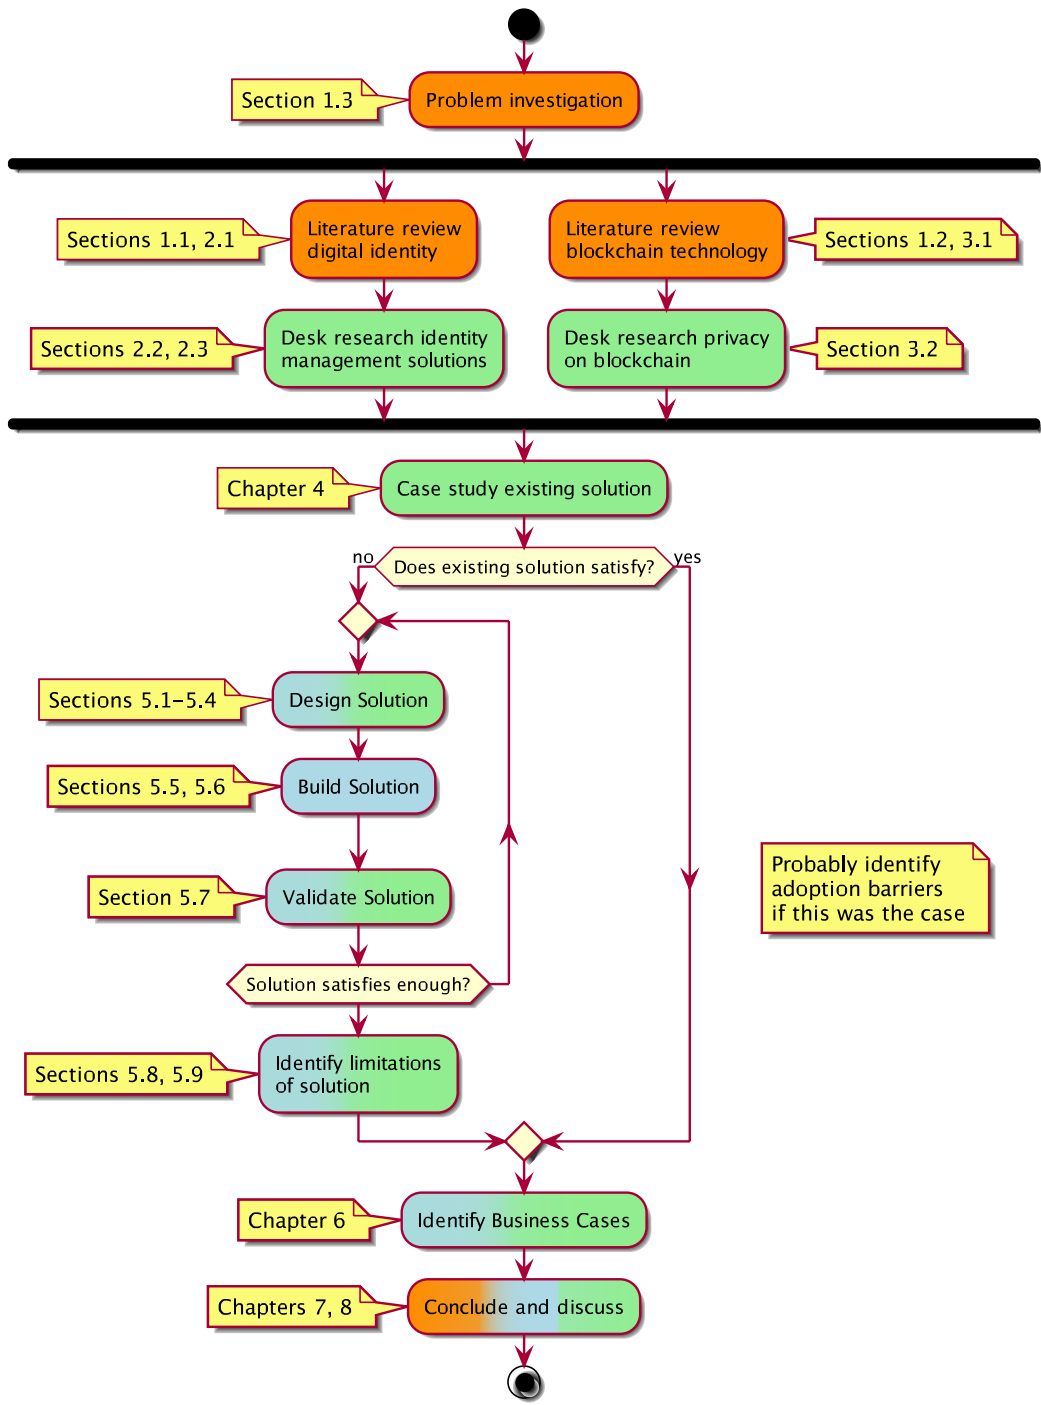 Section 1.3
Problem investigation
Sections 1.1, 2.1
Literature review
digital identity
Literature review
blockchain technology
Sections 1.2, 3.1
Sections 2.2, 2.3
Desk research identity
management solutions
Desk research privacy
on blockchain
Section 3.2
Chapter 4
Case study existing solution
no
Does existing solution satisfy?
yes
Sections 5.1-5.4
Design Solution
Sections 5.5, 5.6
Build Solution
Section 5.7
Validate Solution
Probably identify
adoption barriers
if this was the case
Solution satisfies enough?
Sections 5.8, 5.9
Identify limitations
of solution
Chapter 6
Identify Business Cases
Chapters 7, 8
Conclude and discuss